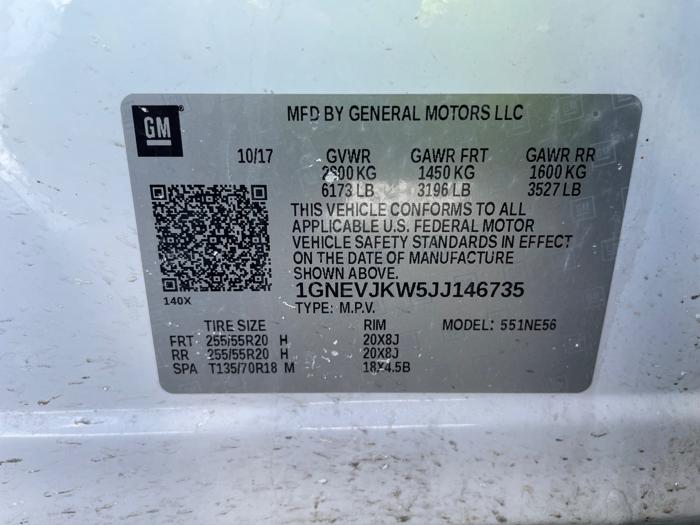 GM
MFD BY GENERAL MOTORS LLC
10/17 GVWR GAWR FRT GAWR RR
2800 KG 1450 KG 1600 KG
6173 LB 3196 LB 3527 LB
THIS VEHICLE CONFORMS TO ALL
APPLICABLE U.S. FEDERAL MOTOR
VEHICLE SAFETY STANDARDS IN EFFECT
ON THE DATE OF MANUFACTURE
SHOWN ABOVE.
1GNEVJKW5JJ146735
140X
TYPE: M.P.V.
TIRE SIZE RIM MODEL: 551NE56
FRT 255/55R20 H 20X8J
RR 255/55R20 H 20X8J
SPA T135/70R18 M 18X4.5B